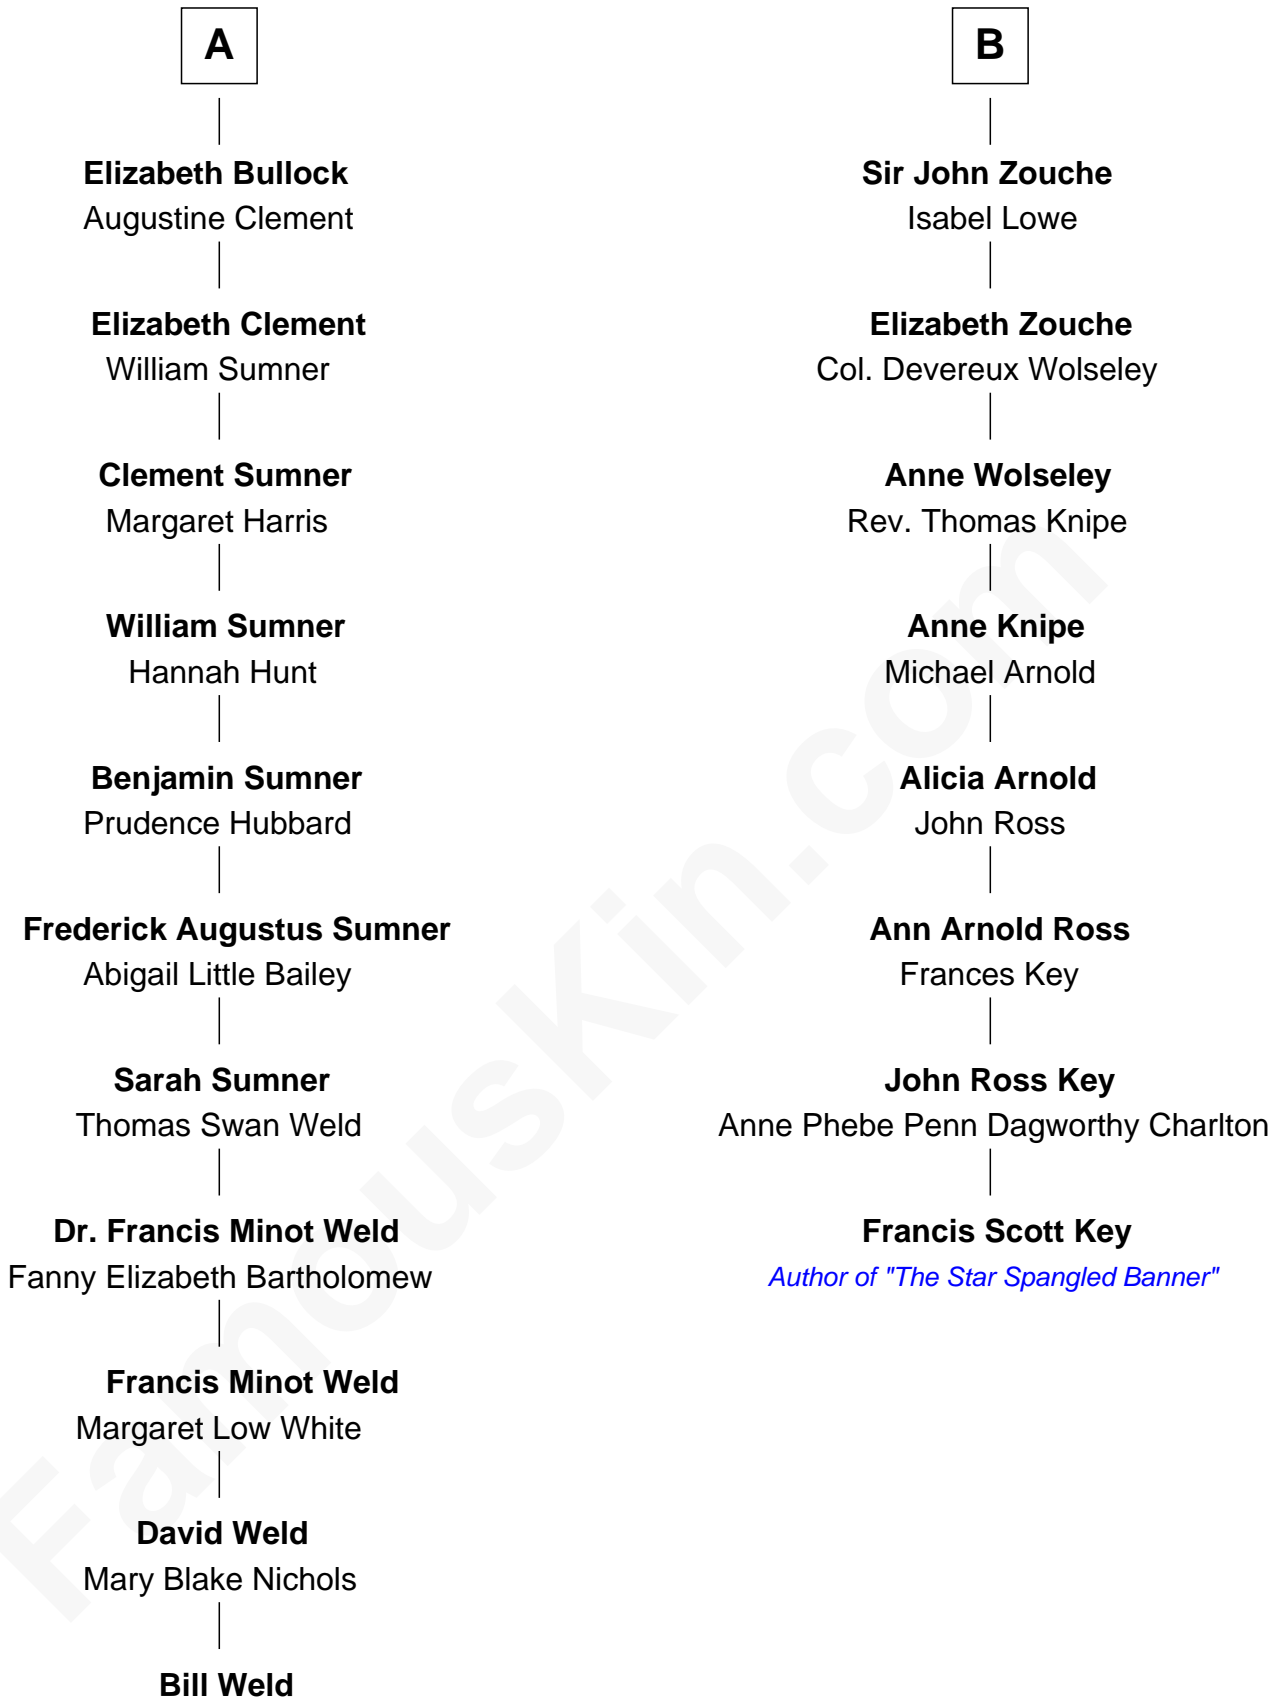 A
Elizabeth Bullock
Augustine Clement
Elizabeth Clement
William Sumner
Clement Sumner
Margaret Harris
William Sumner
Hannah Hunt
Benjamin Sumner
Prudence Hubbard
Frederick Augustus Sumner
Abigail Little Bailey
Sarah Sumner
Thomas Swan Weld
Dr. Francis Minot Weld
Fanny Elizabeth Bartholomew
Francis Minot Weld
Margaret Low White
David Weld
Mary Blake Nichols
Bill Weld
B
Sir John Zouche
Isabel Lowe
Elizabeth Zouche
Col. Devereux Wolseley
Anne Wolseley
Rev. Thomas Knipe
Anne Knipe
Michael Arnold
Alicia Arnold
John Ross
Ann Arnold Ross
Frances Key
John Ross Key
Anne Phebe Penn Dagworthy Charlton
Francis Scott Key
Author of "The Star Spangled Banner"
FamousKin.com